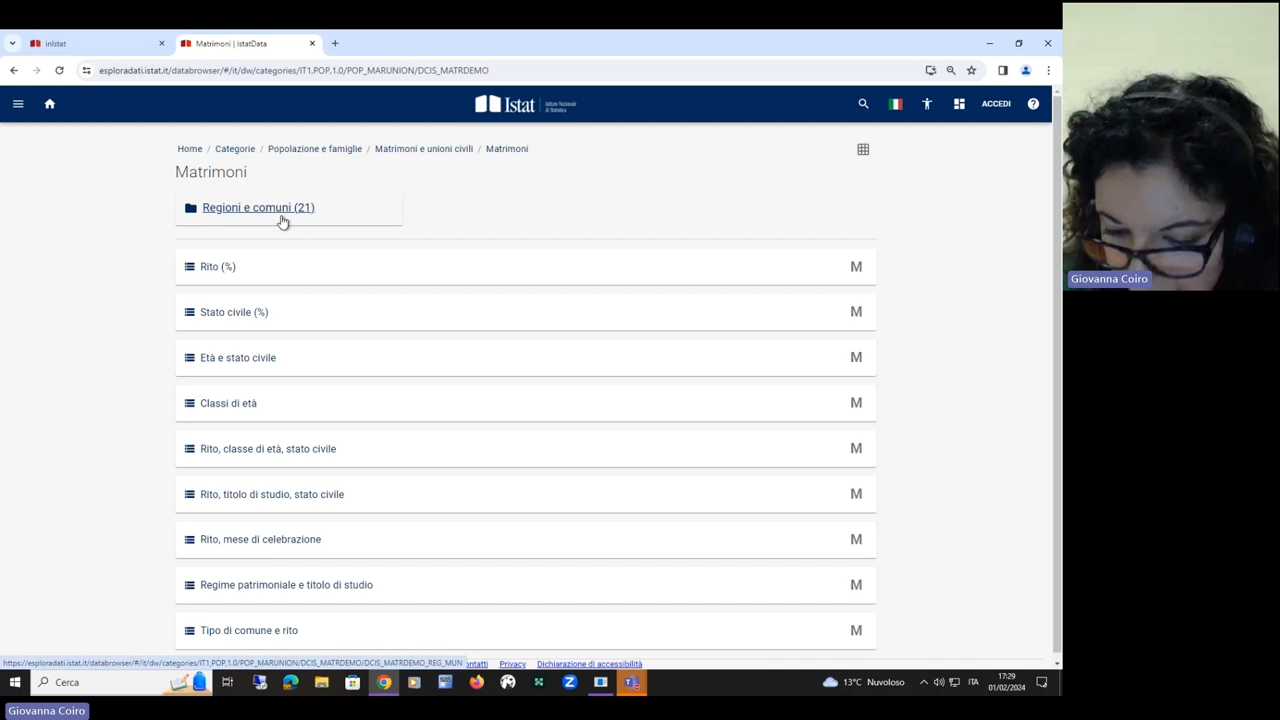 inIstat
Matrimoni | IstatData
esploradati.istat.it/databrowser/#/it/dw/categories/IT1,POP,1.0/POP_MARUNION/DCIS_MATRDEMO
Istat
Istituto Nazionale
di Statistica
ACCEDI
Home / Categorie / Popolazione e famiglie / Matrimoni e unioni civili / Matrimoni
Matrimoni
Regioni e comuni (21)
Rito (%) M
Stato civile (%) M
Età e stato civile M
Classi di età M
Rito, classe di età, stato civile M
Rito, titolo di studio, stato civile M
Rito, mese di celebrazione M
Regime patrimoniale e titolo di studio M
Tipo di comune e rito M
https://esploradati.istat.it/databrowser/#/it/dw/categories/IT1,POP,1.0/POP_MARUNION/DCIS_MATRDEMO/DCIS_MATRDEMO_REG_MUN
ntatti Privacy Dichiarazione di accessibilità
Cerca
13°C Nuvoloso
ITA
17:29
01/02/2024
Giovanna Coiro
Giovanna Coiro